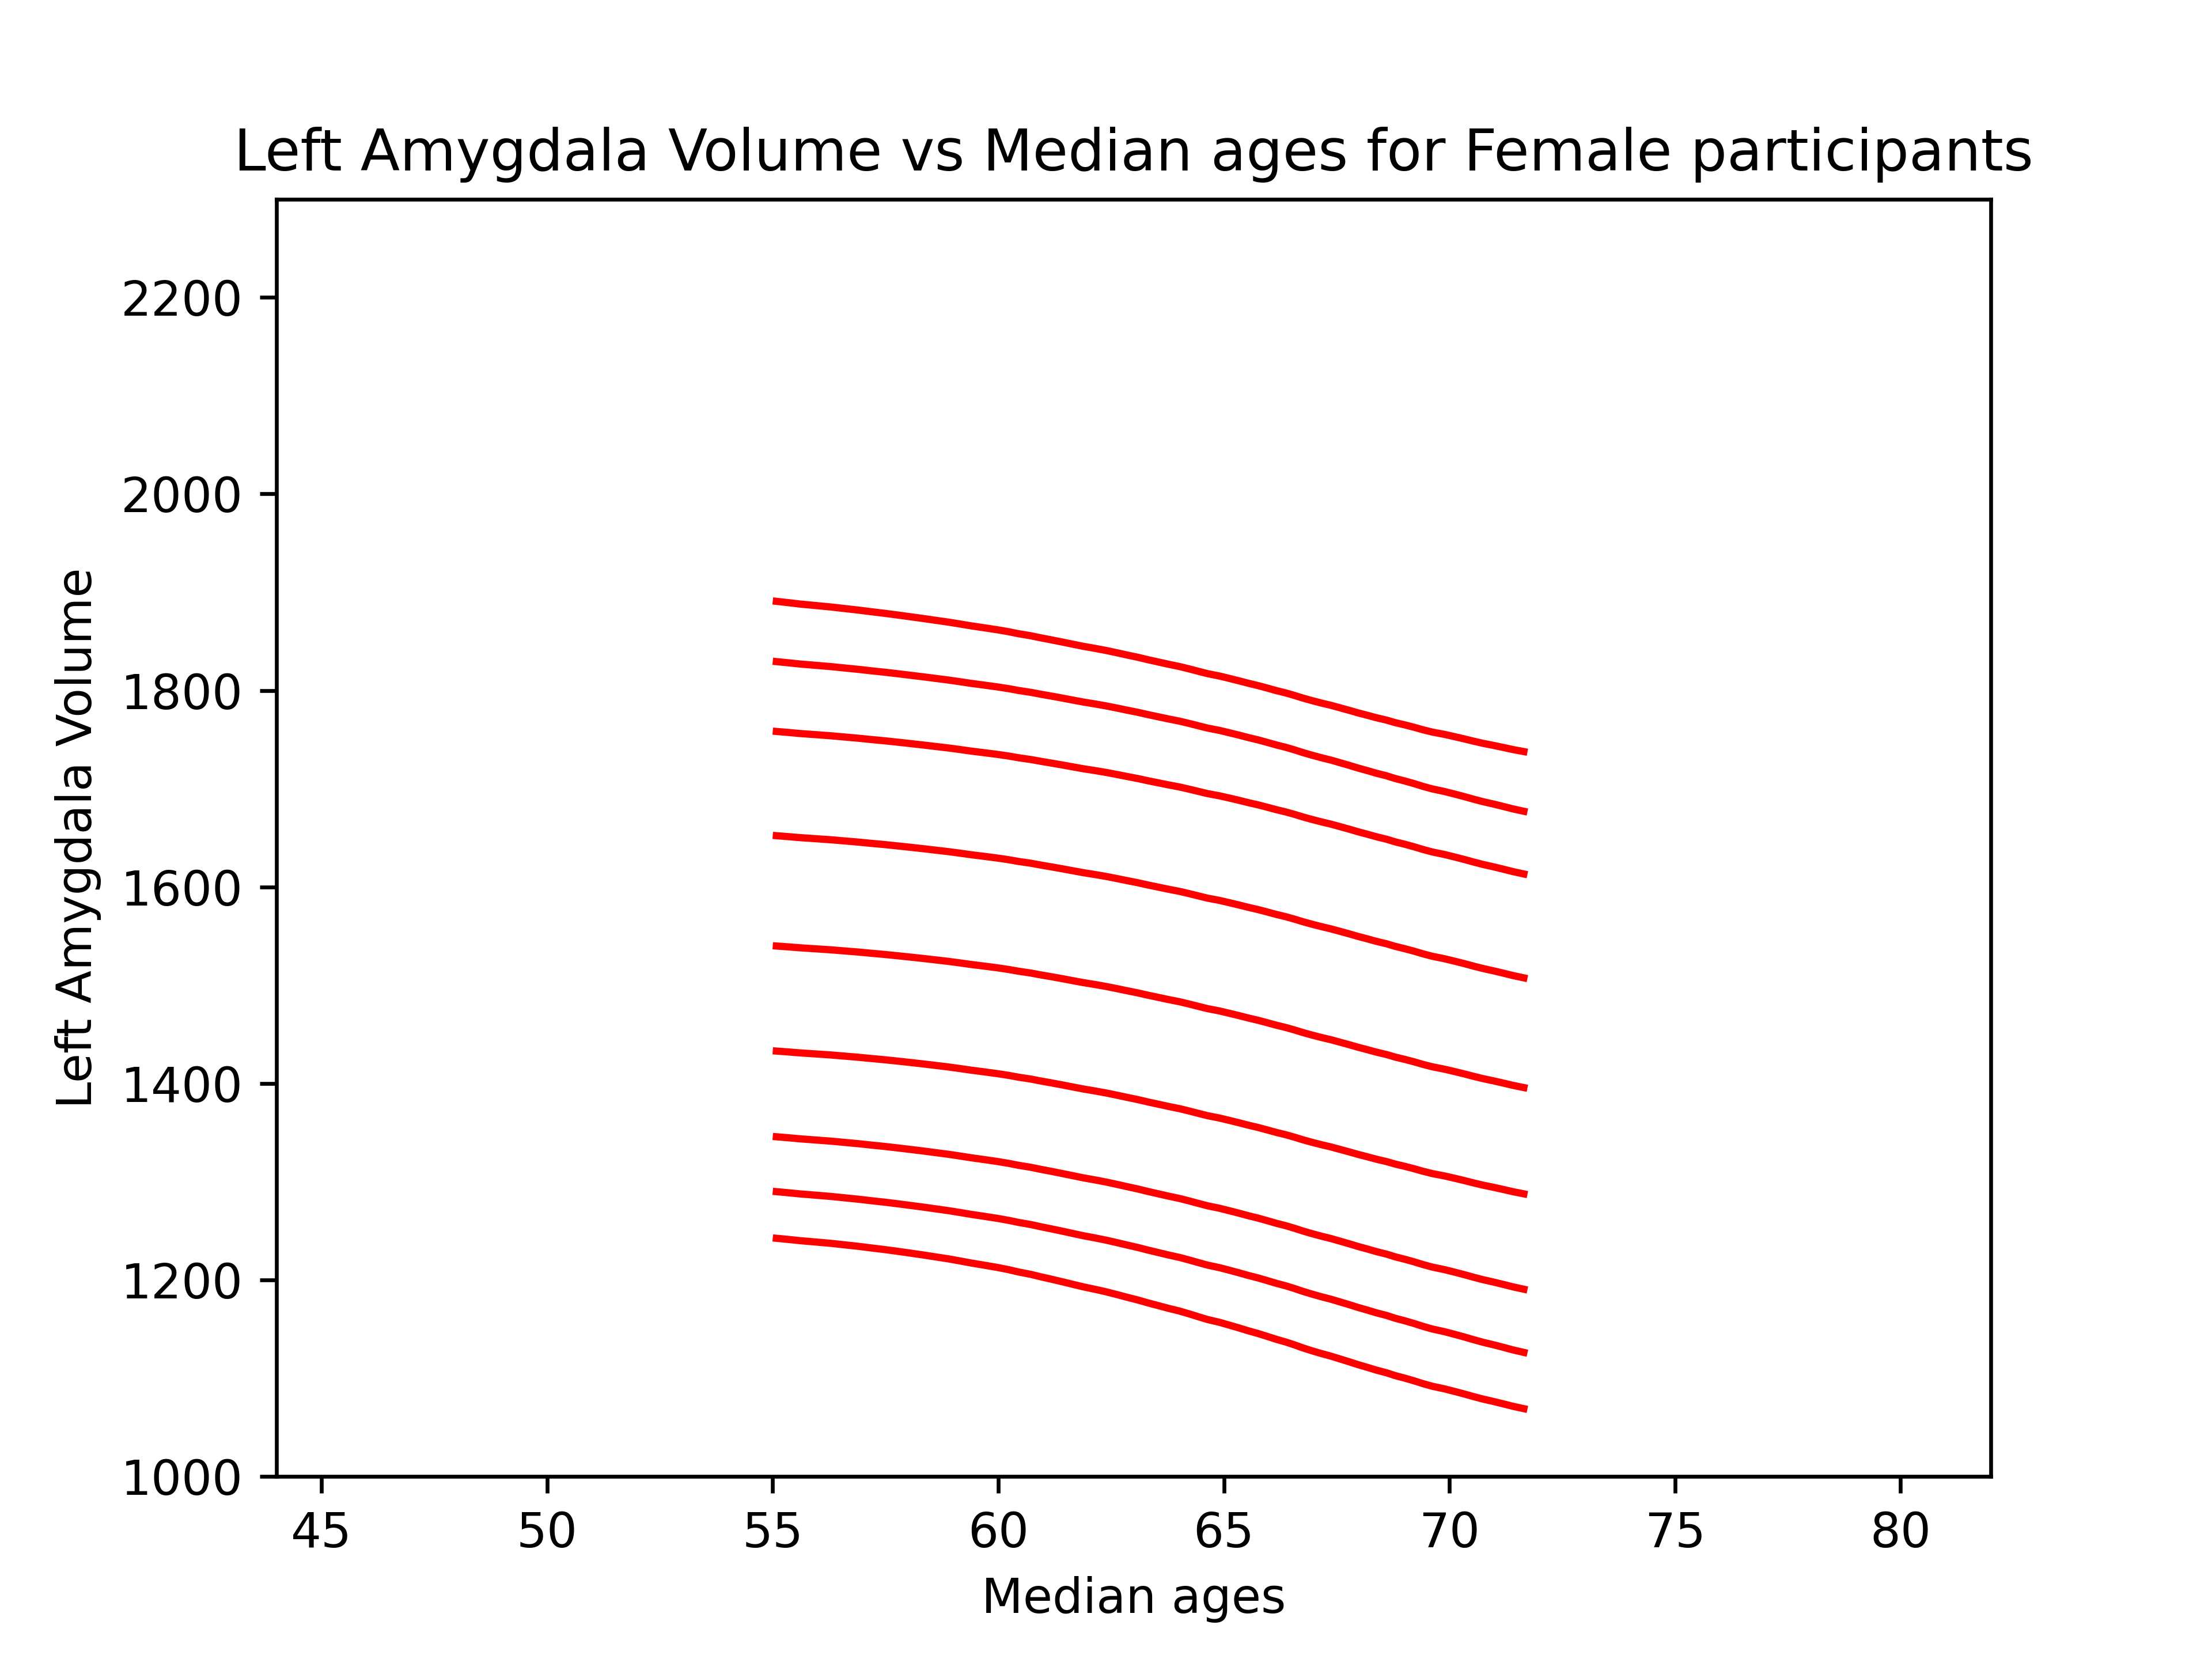 Left Amygdala Volume vs Median ages for Female participants
Left Amygdala Volume
2200
2000
1800
1600
1400
1200
1000
45 50 55 60 65 70 75 80
Median ages